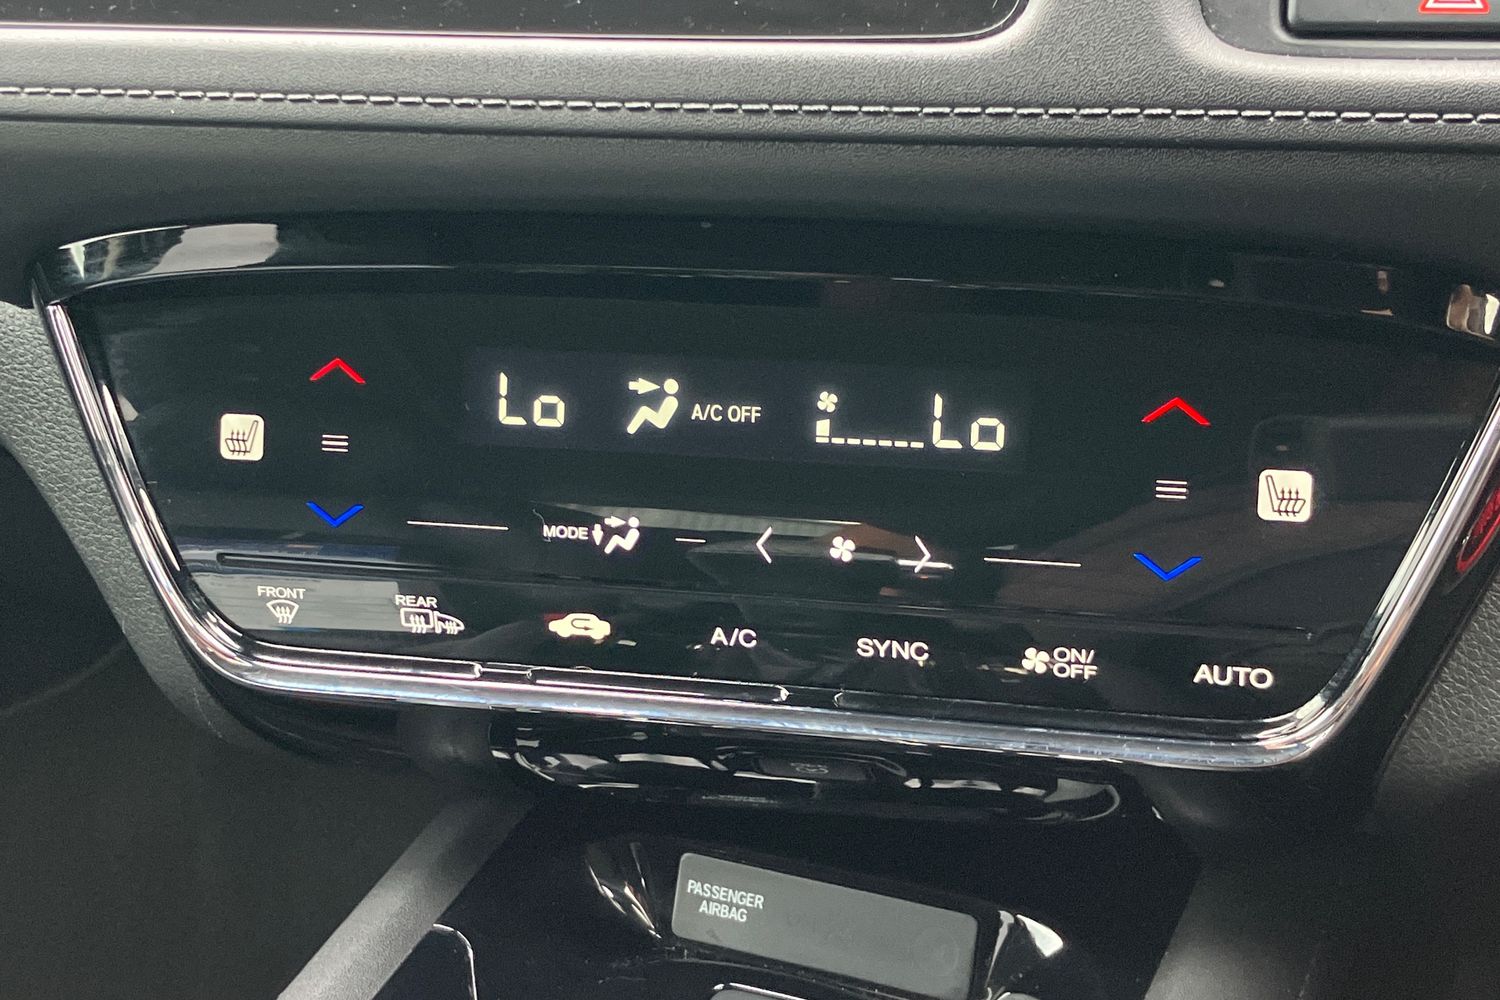 Lo A/C OFF Lo
MODE
FRONT
REAR
A/C
SYNC
ON/
OFF
AUTO
PASSENGER
AIRBAG